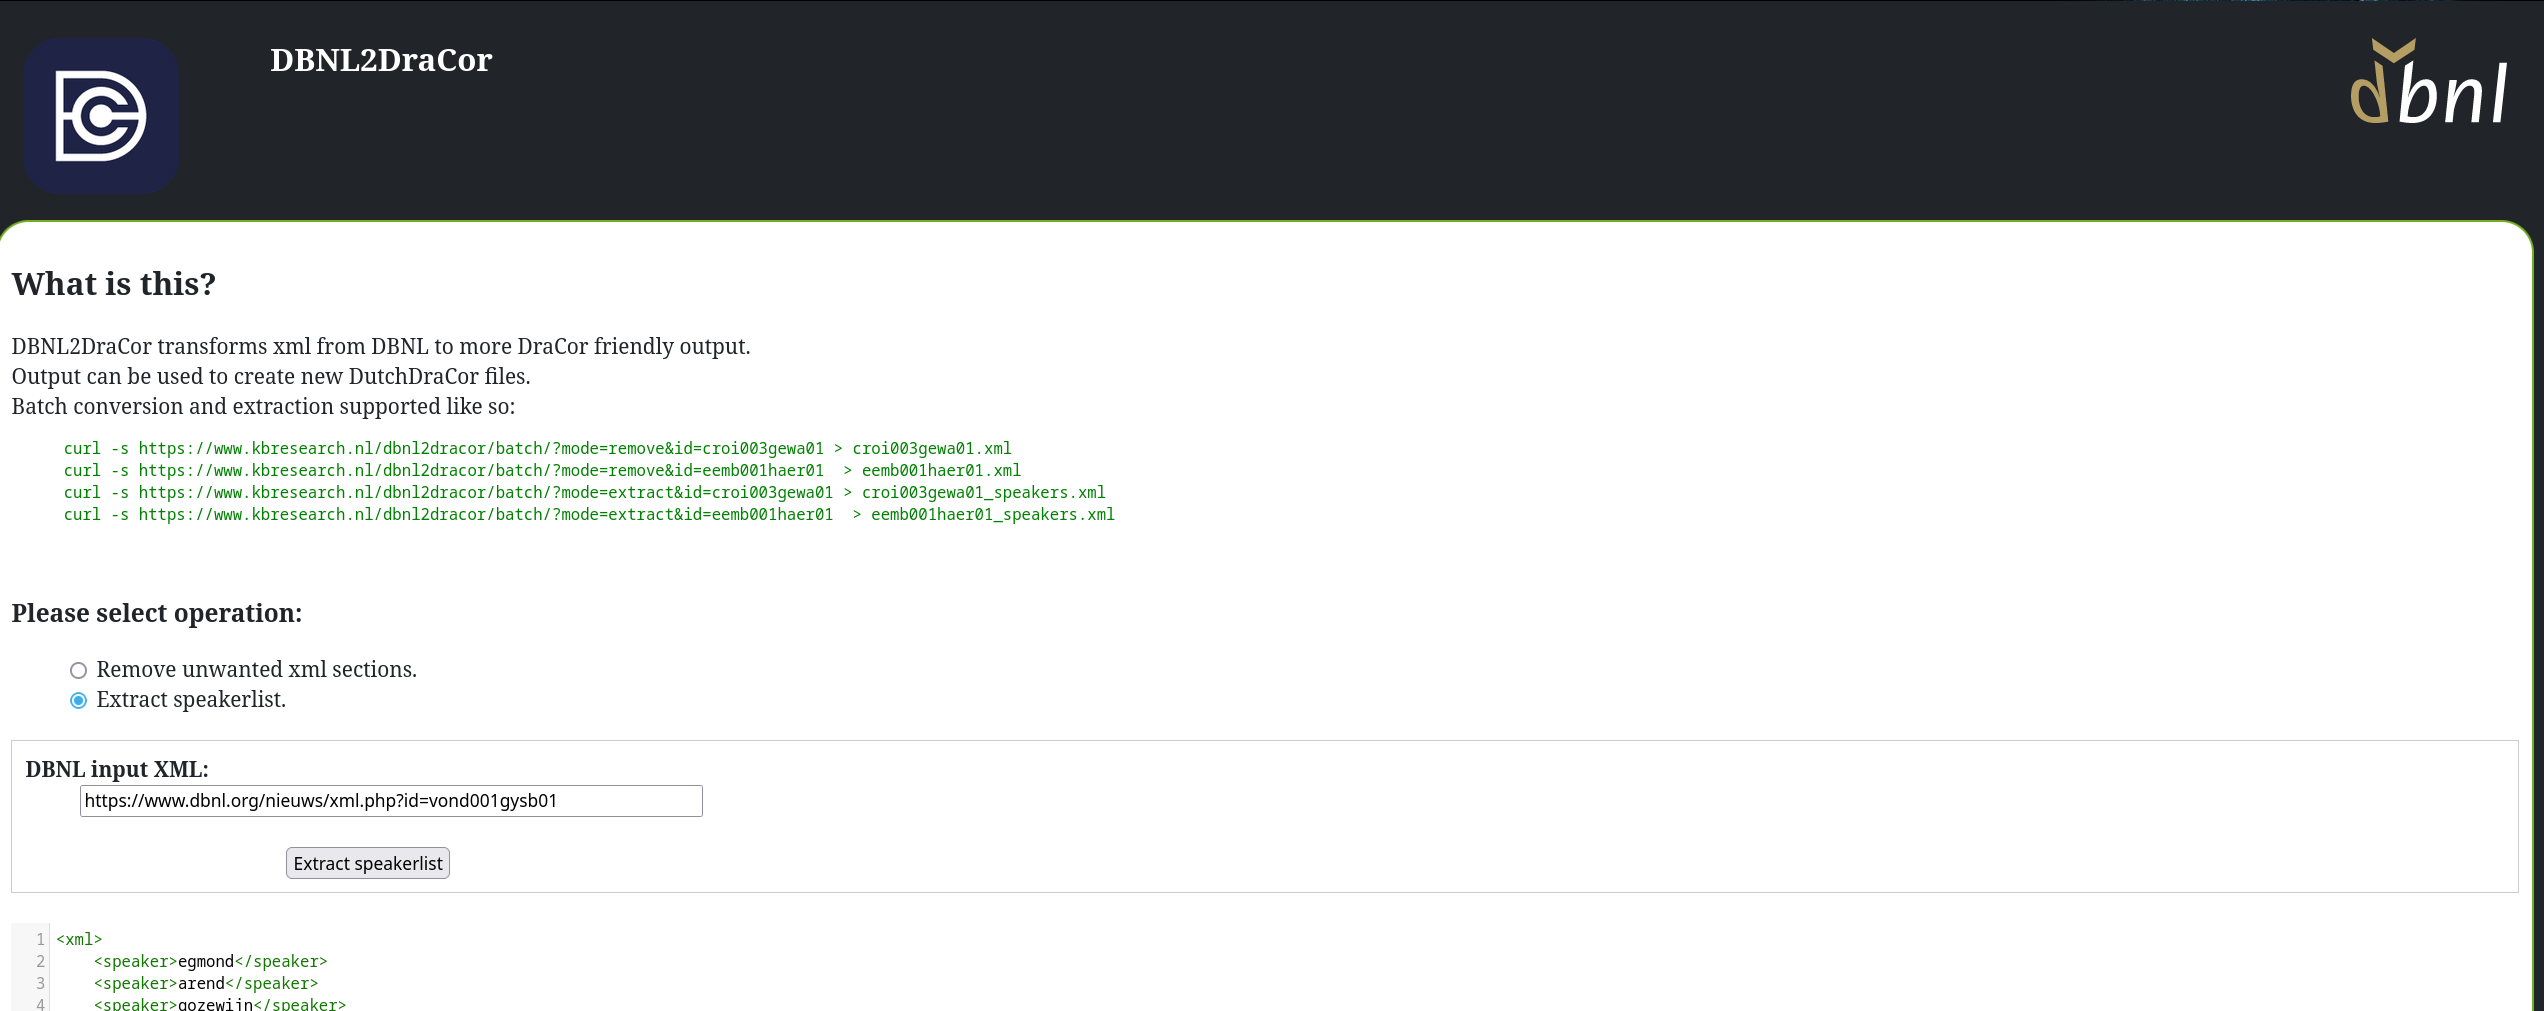 DBNL2DraCor
dbnl
What is this?
DBNL2DraCor transforms xml from DBNL to more DraCor friendly output.
Output can be used to create new DutchDraCor files.
Batch conversion and extraction supported like so:
curl -s https://www.kbresearch.nl/dbnl2dracor/batch/?mode=remove&id=croi003gewa01 > croi003gewa01.xml
curl -s https://www.kbresearch.nl/dbnl2dracor/batch/?mode=remove&id=eemb001haer01  > eemb001haer01.xml
curl -s https://www.kbresearch.nl/dbnl2dracor/batch/?mode=extract&id=croi003gewa01 > croi003gewa01_speakers.xml
curl -s https://www.kbresearch.nl/dbnl2dracor/batch/?mode=extract&id=eemb001haer01  > eemb001haer01_speakers.xml
Please select operation:
Remove unwanted xml sections.
Extract speakerlist.
DBNL input XML:
https://www.dbnl.org/nieuws/xml.php?id=vond001gysb01
Extract speakerlist
1 <xml>
2 <speaker>egmond</speaker>
3 <speaker>arend</speaker>
4 <speaker>gozewijn</speaker>